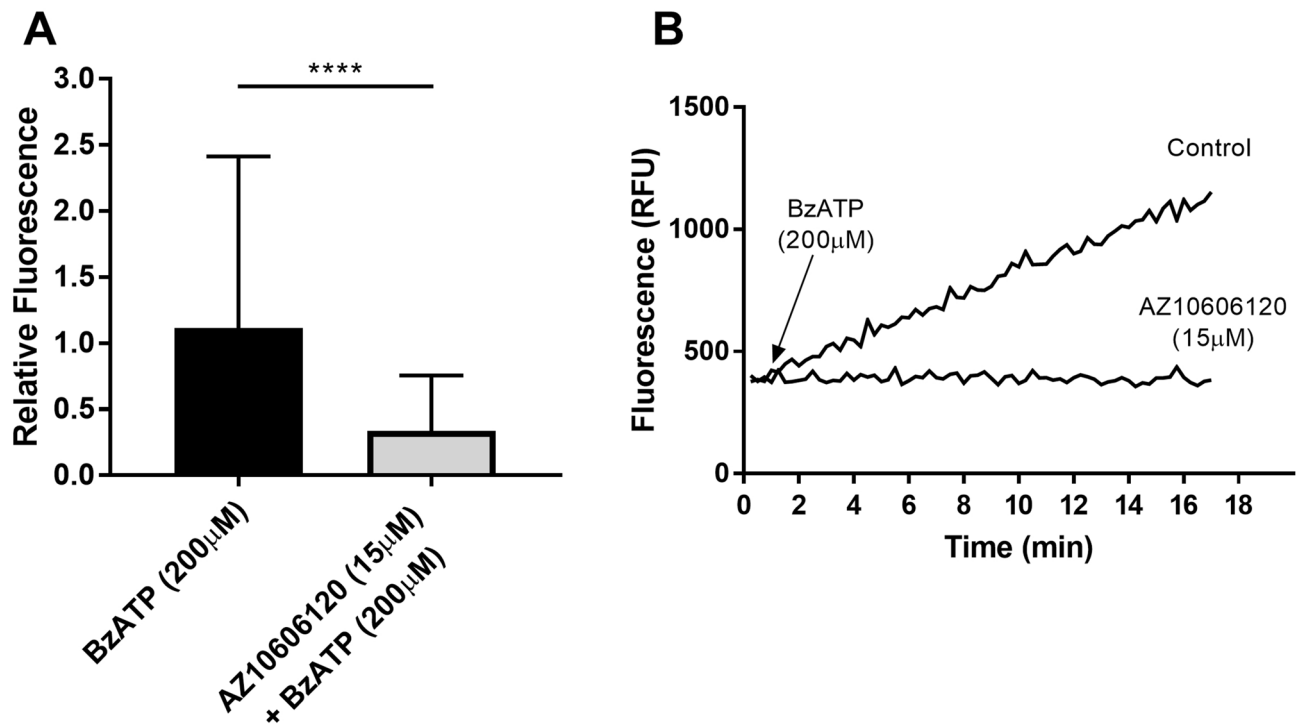 A
****
3.0
2.5
2.0
1.5
1.0
0.5
0.0
Relative Fluorescence
BzATP (200μM)
AZ10606120 (15μM)
+ BzATP (200μM)
B
1500
1000
500
0
Fluorescence (RFU)
Control
BzATP
(200μM)
AZ10606120
(15μM)
0 2 4 6 8 10 12 14 16 18
Time (min)